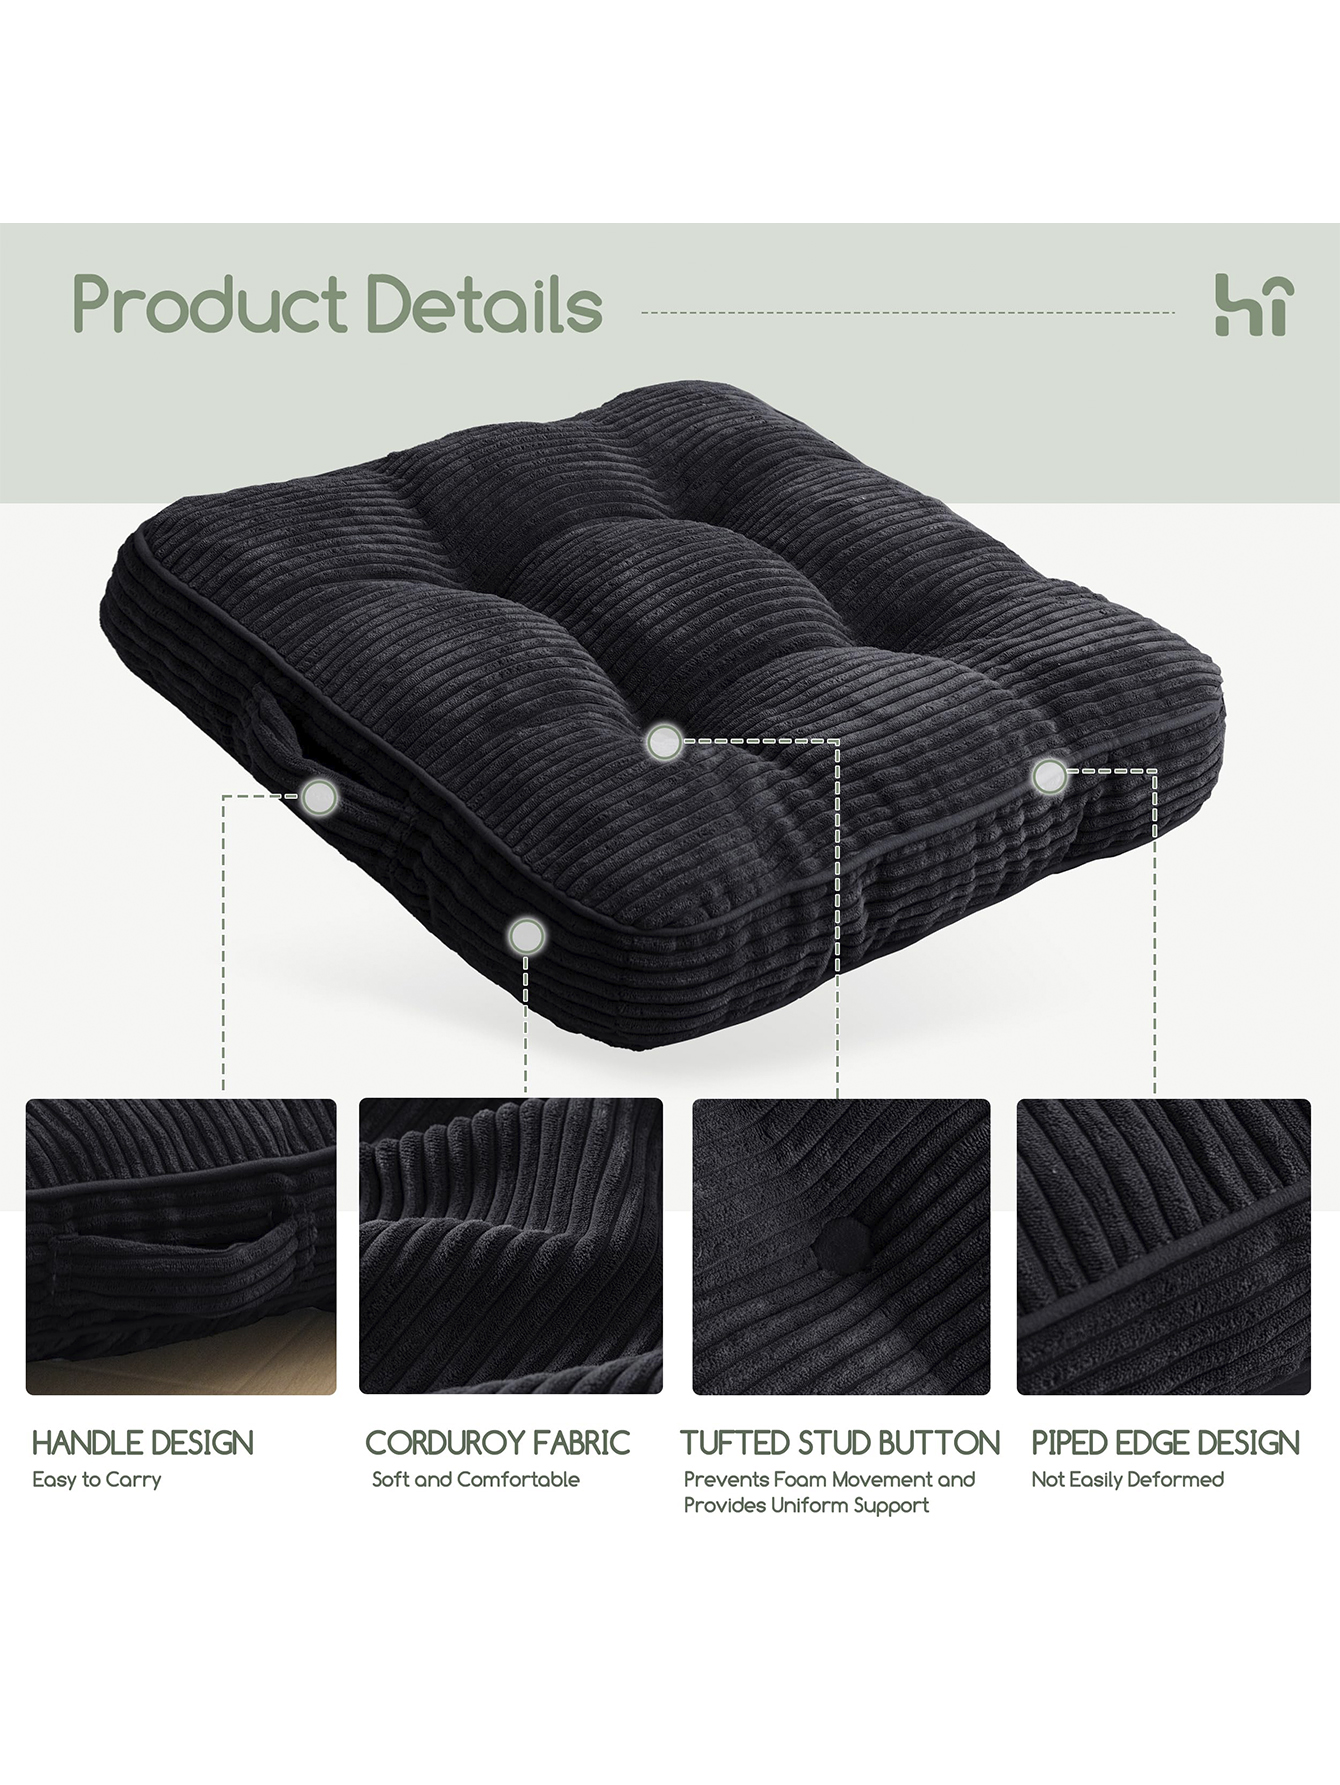 Product Details
hi
HANDLE DESIGN
Easy to Carry
CORDUROY FABRIC
Soft and Comfortable
TUFTED STUD BUTTON
Prevents Foam Movement and
Provides Uniform Support
PIPED EDGE DESIGN
Not Easily Deformed